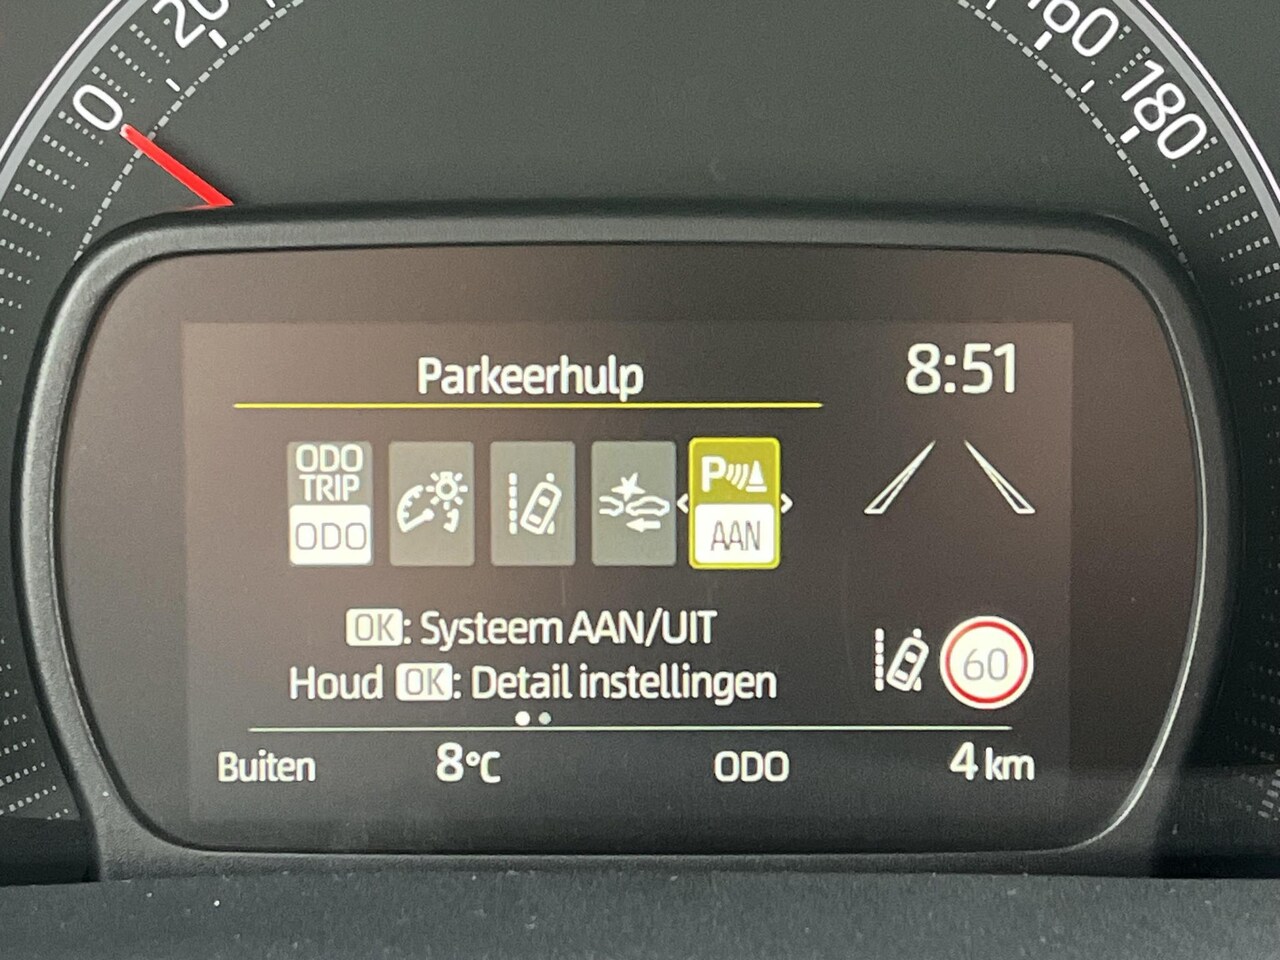 0
20
160
180
Parkeerhulp
8:51
ODO
TRIP
ODO
P
AAN
OK: Systeem AAN/UIT
Houd OK: Detail instellingen
60
Buiten 8°C ODO 4 km